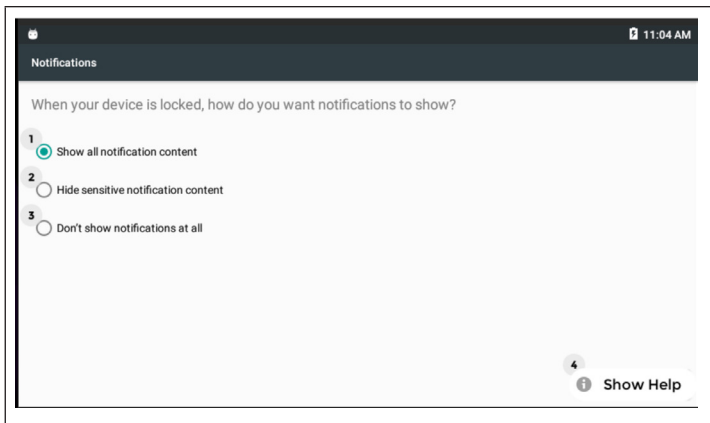 11:04 AM
Notifications
When your device is locked, how do you want notifications to show?
1
Show all notification content
2
Hide sensitive notification content
3
Don't show notifications at all
4
Show Help